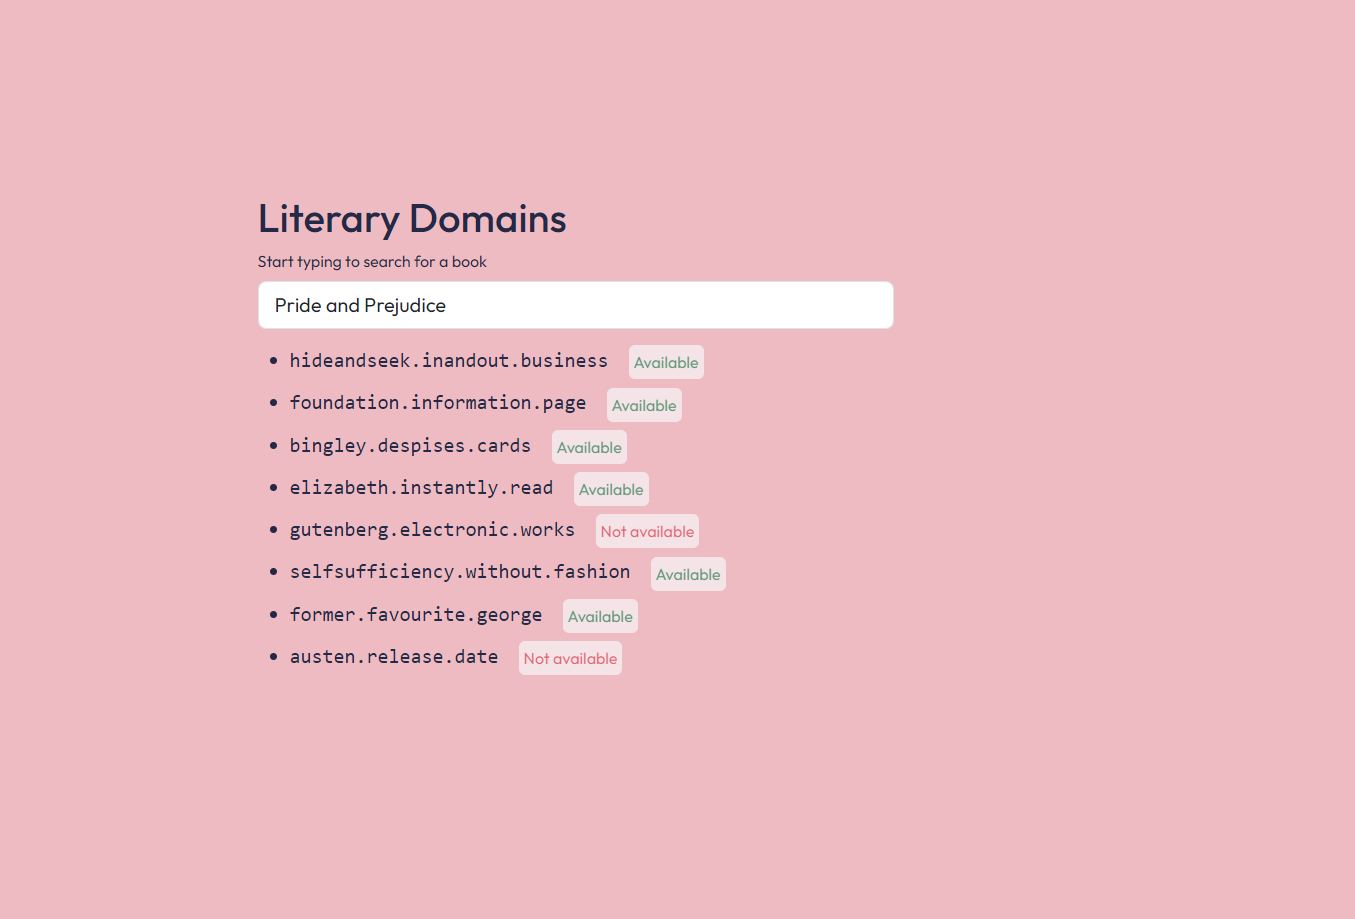 Literary Domains
Start typing to search for a book
Pride and Prejudice
hideandseek.inandout.business Available
foundation.information.page Available
bingley.despises.cards Available
elizabeth.instantly.read Available
gutenberg.electronic.works Not available
selfsufficiency.without.fashion Available
former.favourite.george Available
austen.release.date Not available